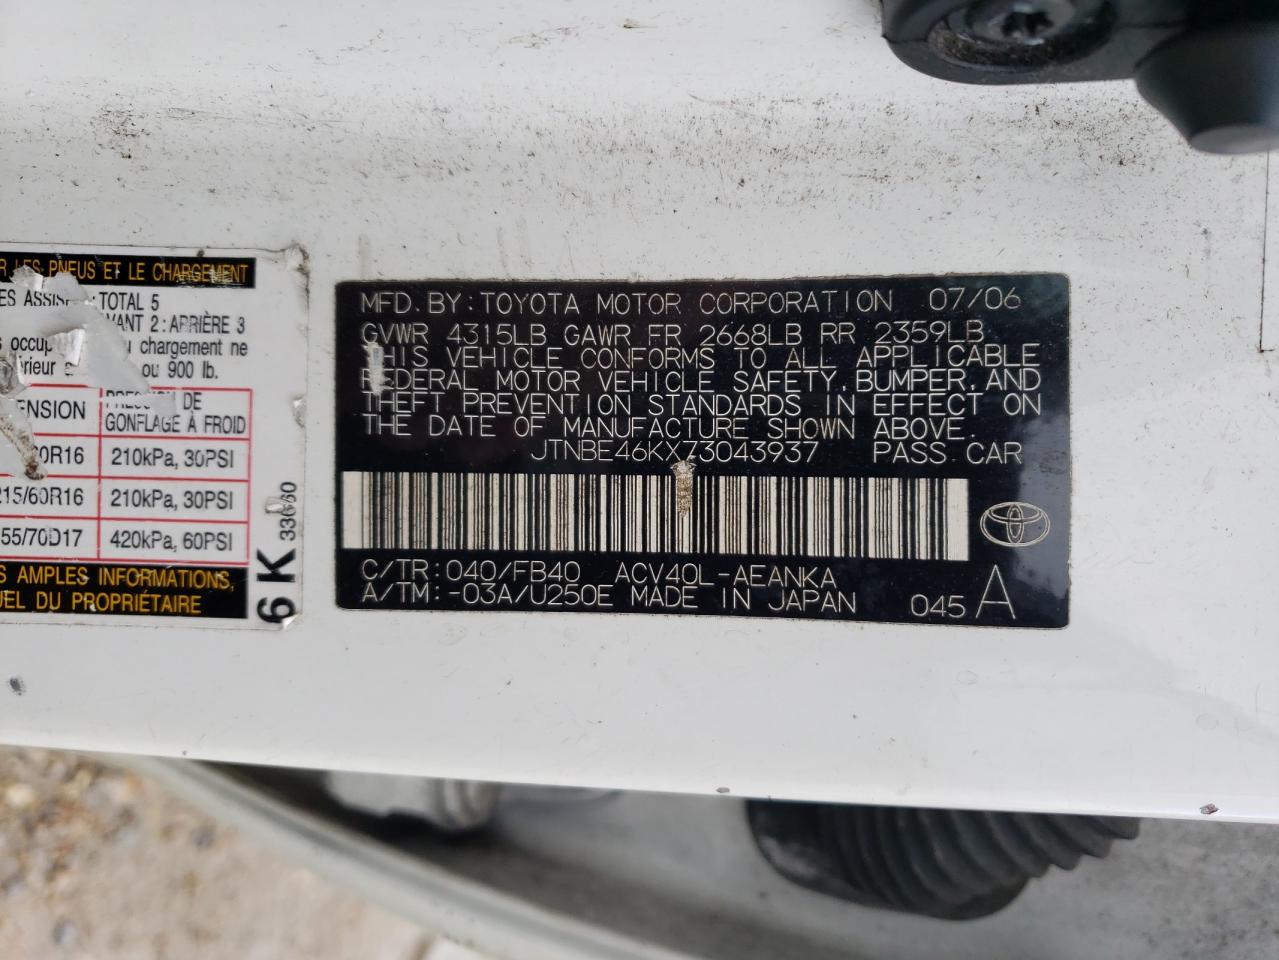 R LES PNEUS ET LE CHARGEMENT
ES TOTAL 5
VANT 2 : ARRIÈRE 3
es chargement ne
ou 900 lb.
ENSION DE
GONFLAGE À FROID
0R16 210kPa, 30PSI
215/60R16 210kPa, 30PSI
55/70D17 420kPa, 60PSI
S AMPLES INFORMATIONS,
UEL DU PROPRIÉTAIRE
6K
MFD. BY: TOYOTA MOTOR CORPORATION 07/06
GVWR 4315LB GAWR FR 2668LB RR 2359LB
THIS VEHICLE CONFORMS TO ALL APPLICABLE
FEDERAL MOTOR VEHICLE SAFETY, BUMPER, AND
THEFT PREVENTION STANDARDS IN EFFECT ON
THE DATE OF MANUFACTURE SHOWN ABOVE.
JTNBE46KX73043937 PASS. CAR
C/TR: 040/FB40 ACV40L-AEANKA
A/TM: -03A/U250E MADE IN JAPAN 045 A